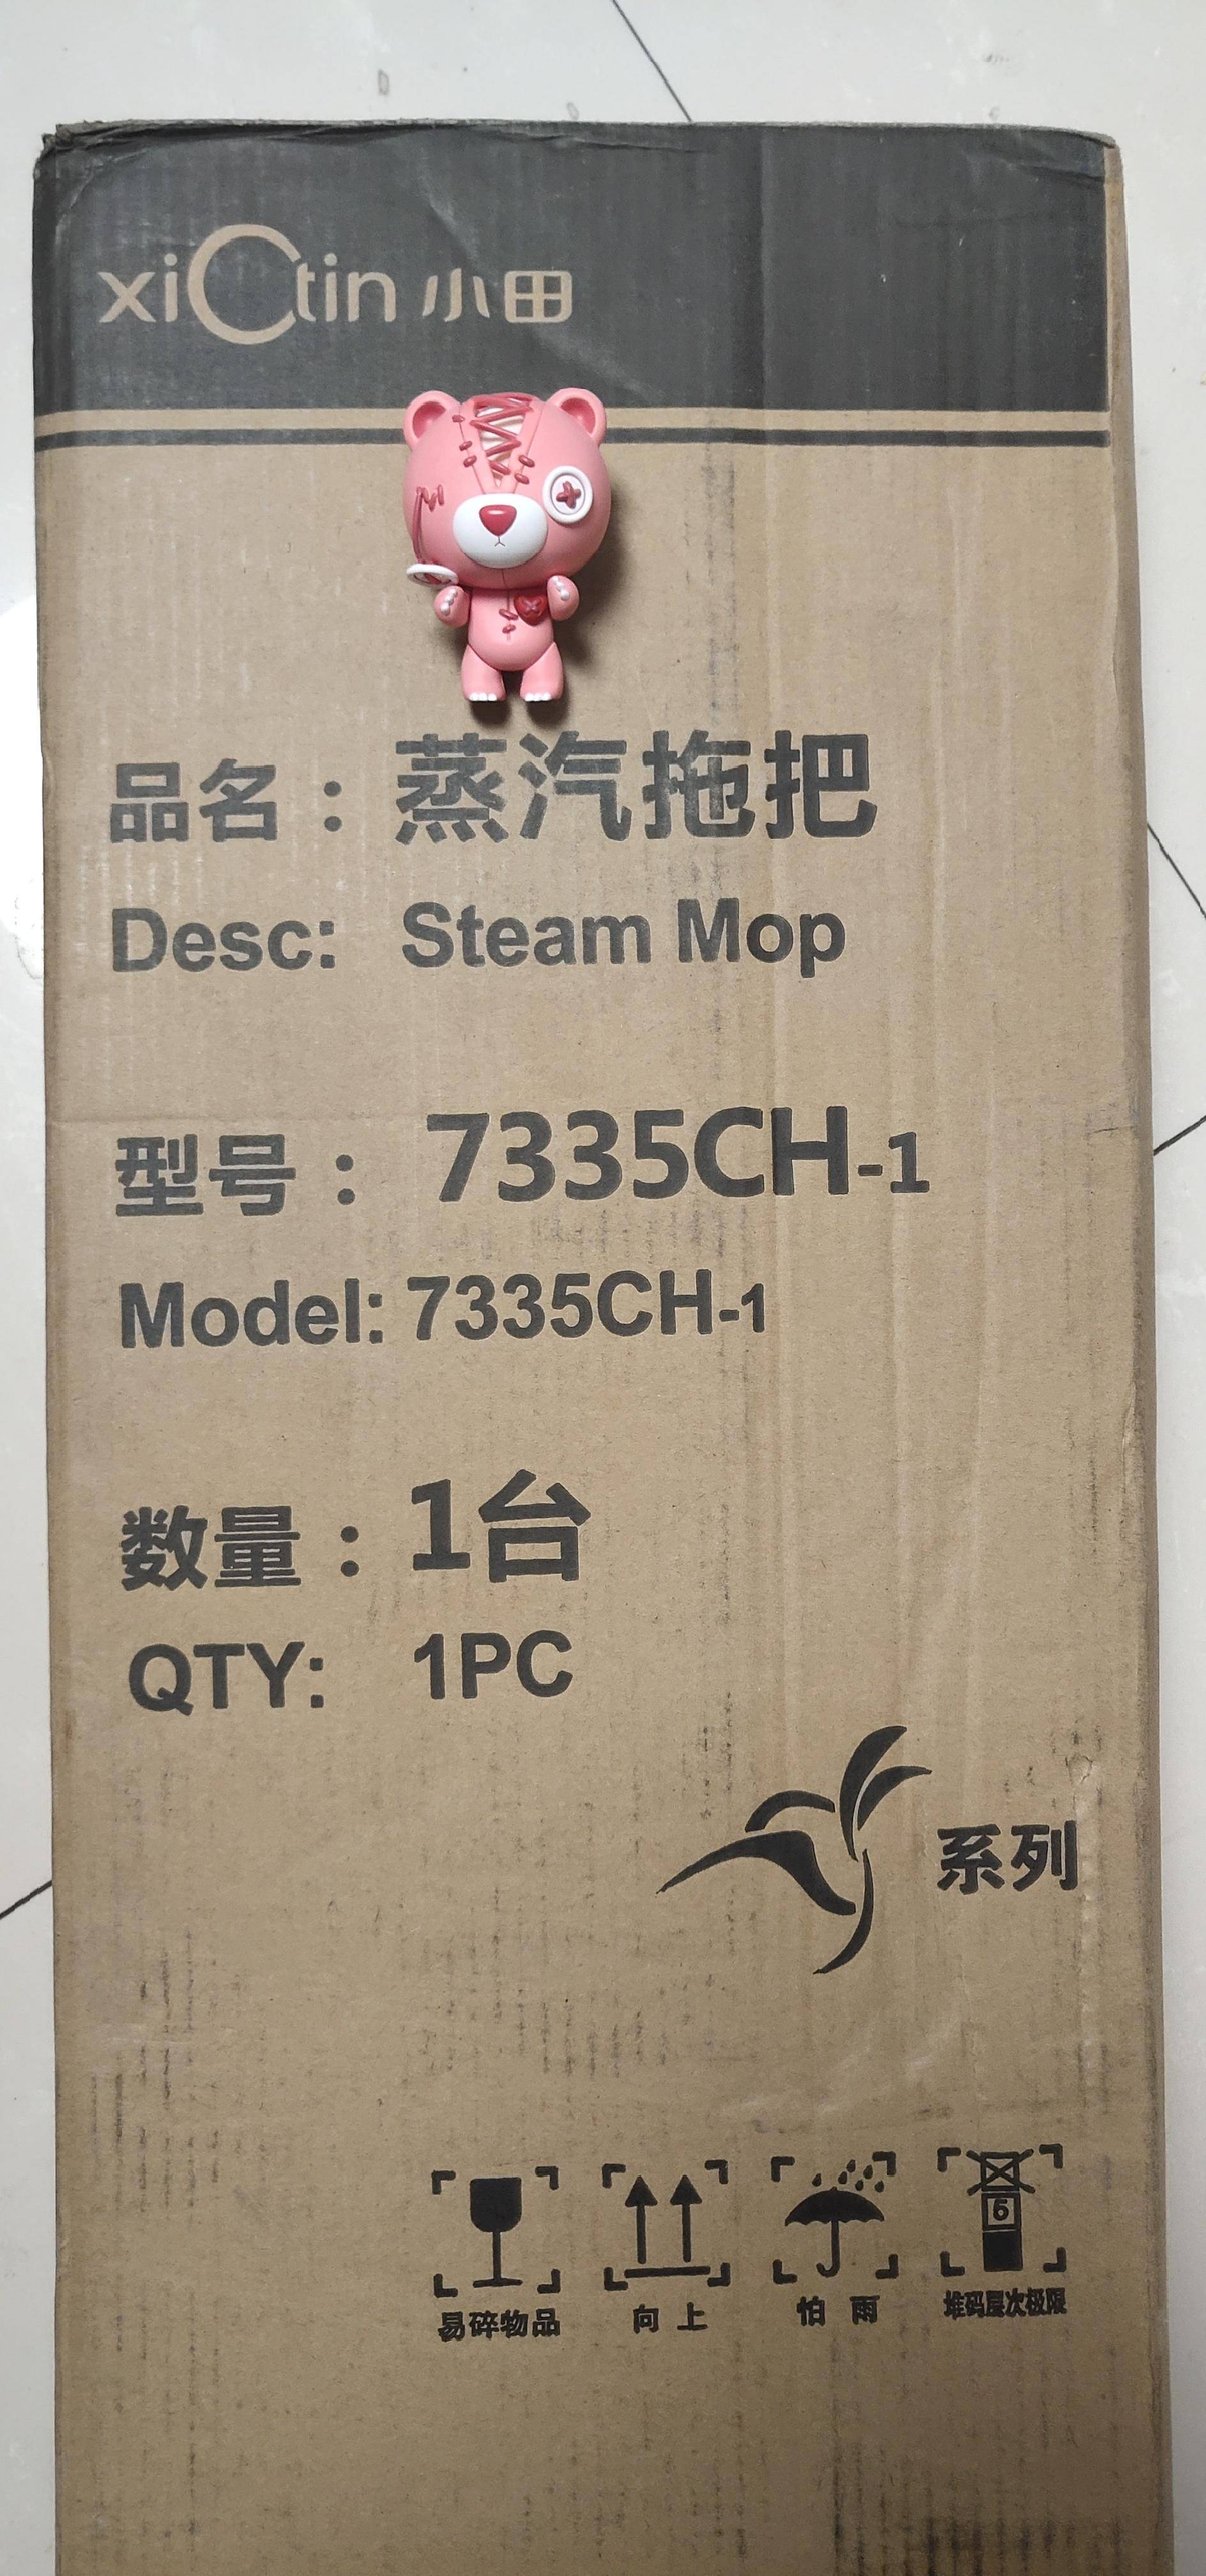 xiCtin 小田
品名：蒸汽拖把
Desc: Steam Mop
型号：7335CH-1
Model: 7335CH-1
数量：1台
QTY: 1PC
系列
6
易碎物品 向上 怕雨 堆码层次极限